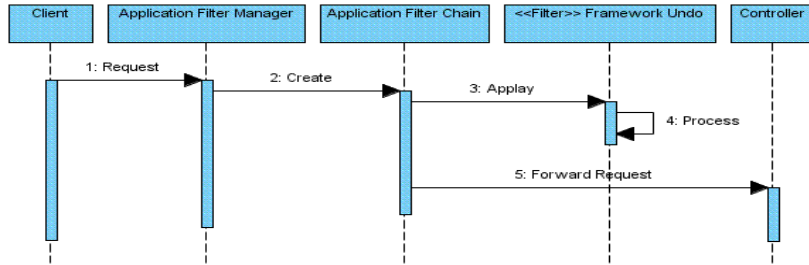 Client
Application Filter Manager
Application Filter Chain
<<Filter>> Framework Undo
Controller
1: Request
2: Create
3: Applay
4: Process
5: Forward Request